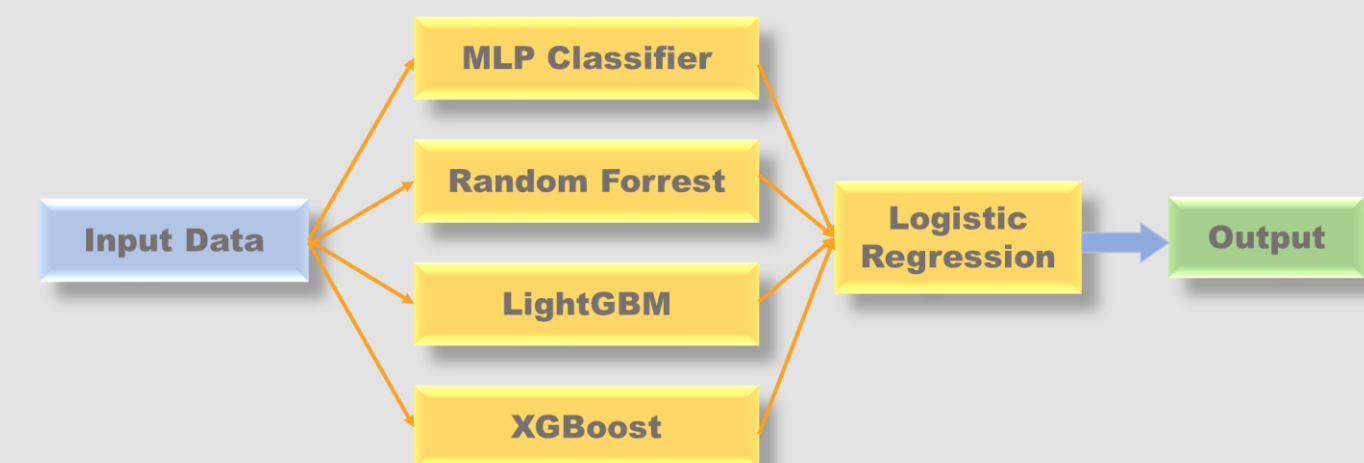 MLP Classifier
Random Forrest
Input Data
Logistic
Regression
Output
LightGBM
XGBoost